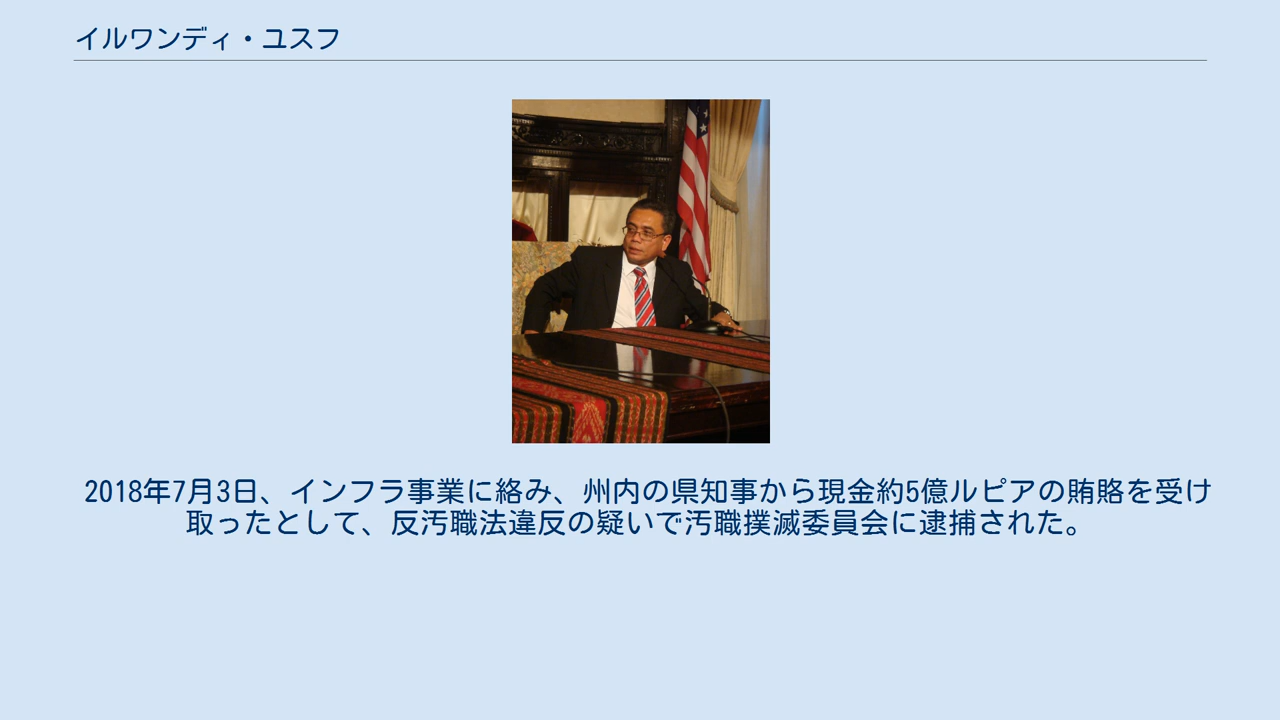 イルワンディ・ユスフ
2018年7月3日、インフラ事業に絡み、州内の県知事から現金約5億ルピアの賄賂を受け
取ったとして、反汚職法違反の疑いで汚職撲滅委員会に逮捕された。